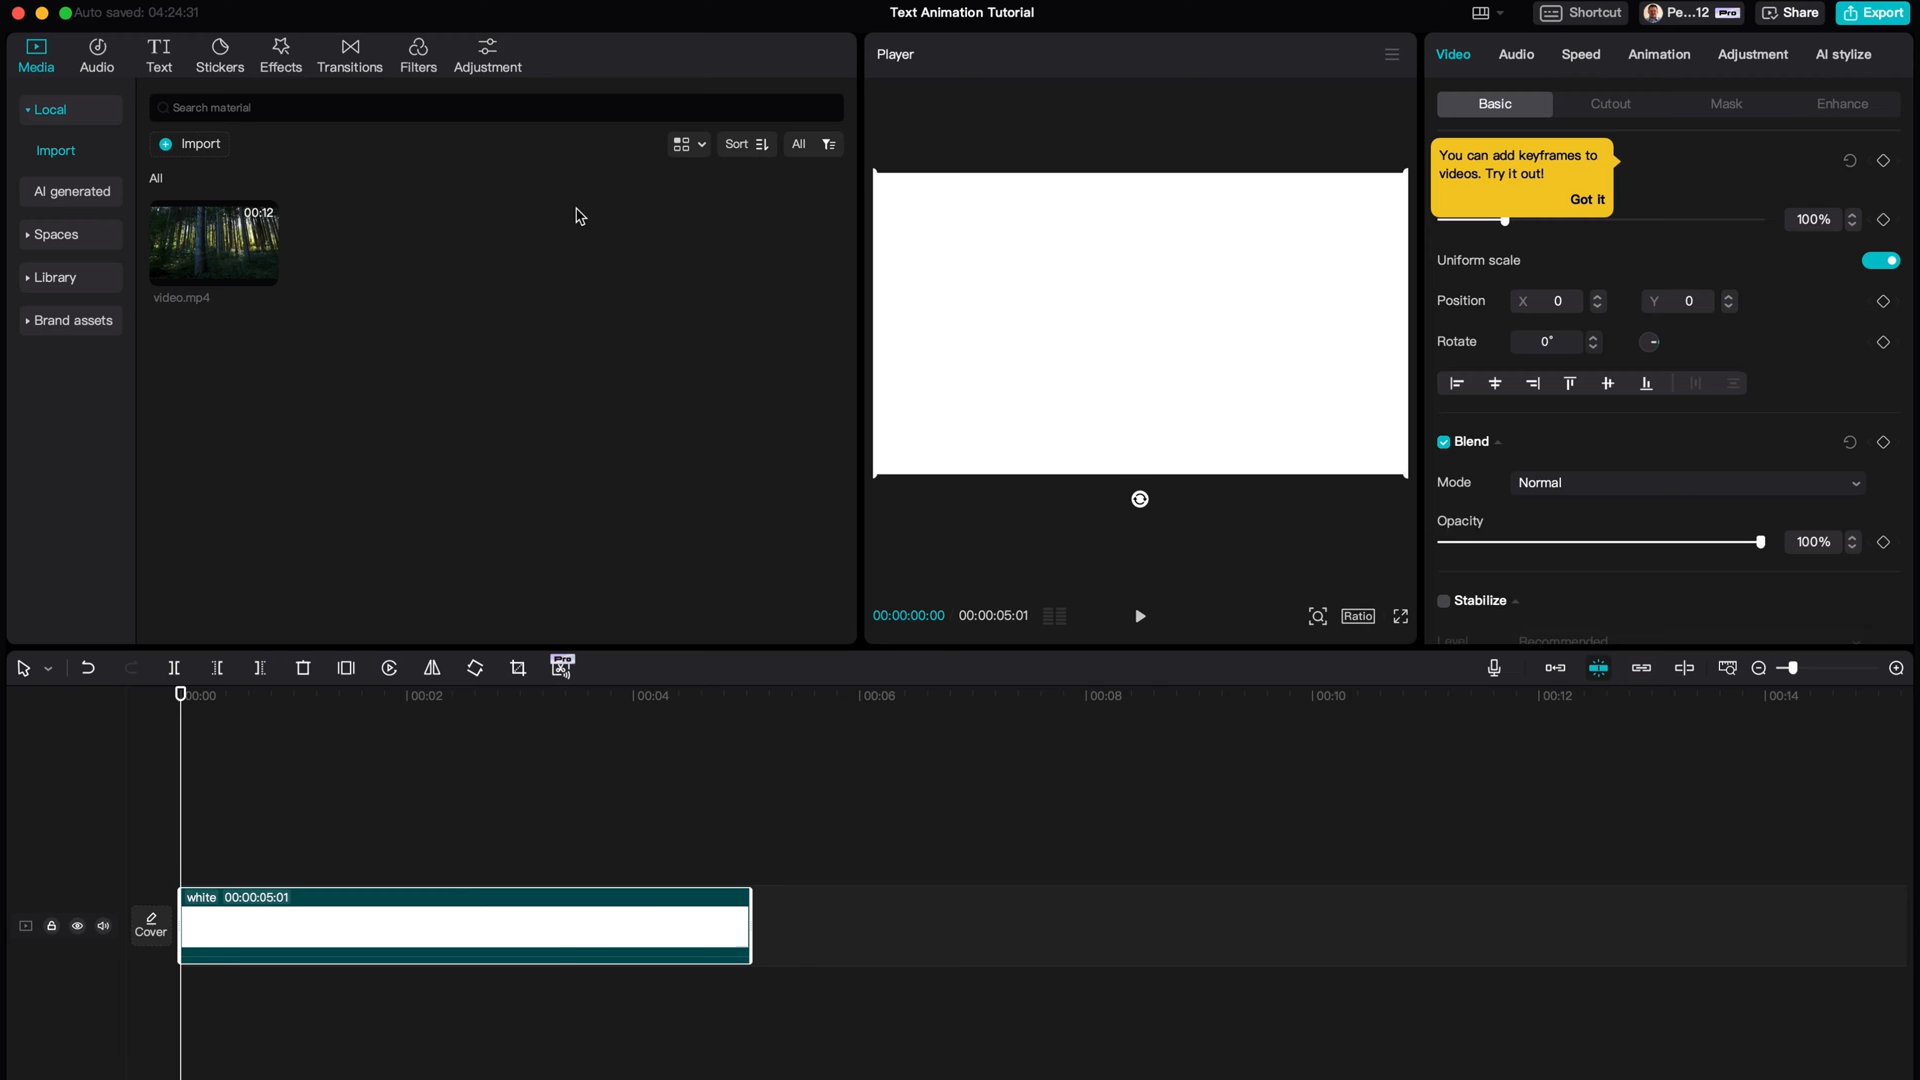 Auto saved: 04:24:31
Text Animation Tutorial
Shortcut
Pe...12 Pro
Share
Export
Media
Audio
TI
Text
Stickers
Effects
Transitions
Filters
Adjustment
Player
Video
Audio
Speed
Animation
Adjustment
AI stylize
Local
Import
AI generated
Spaces
Library
Brand assets
Search material
Import
Sort
All
All
00:12
video.mp4
Basic
Cutout
Mask
Enhance
You can add keyframes to
videos. Try it out!
Got it
100%
Uniform scale
Position X 0 Y 0
Rotate 0°
Blend
Mode Normal
Opacity
100%
Stabilize
Level Recommended
00:00:00:00 00:00:05:01
Ratio
Pro
00:00 00:02 00:04 00:06 00:08 00:10 00:12 00:14
white 00:00:05:01
Cover